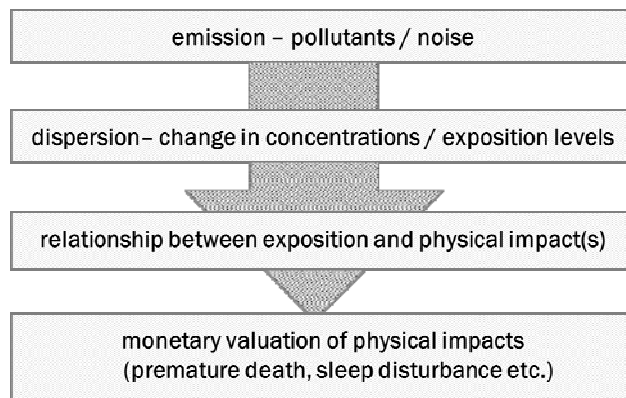 emission – pollutants / noise
dispersion– change in concentrations / exposition levels
relationship between exposition and physical impact(s)
monetary valuation of physical impacts
(premature death, sleep disturbance etc.)